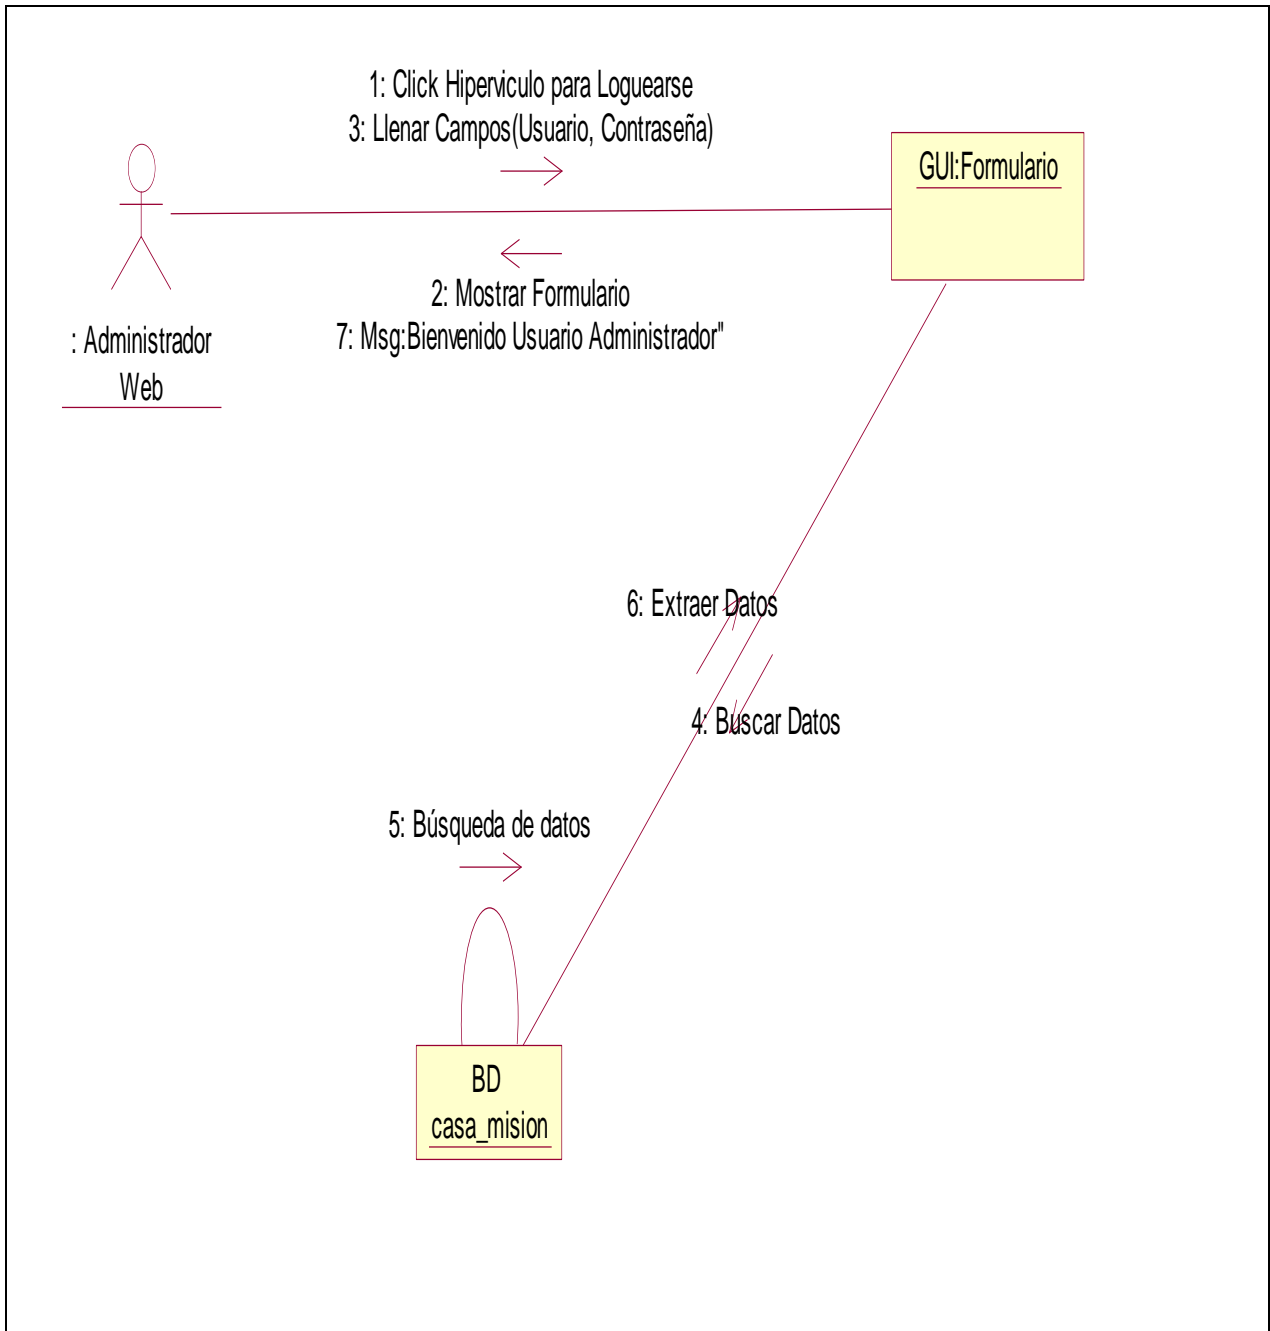 1: Click Hiperviculo para Loguearse
3: Llenar Campos(Usuario, Contraseña)
GUI:Formulario
2: Mostrar Formulario
7: Msg:Bienvenido Usuario Administrador"
: Administrador
Web
6: Extraer Datos
4: Buscar Datos
5: Búsqueda de datos
BD
casa_mision